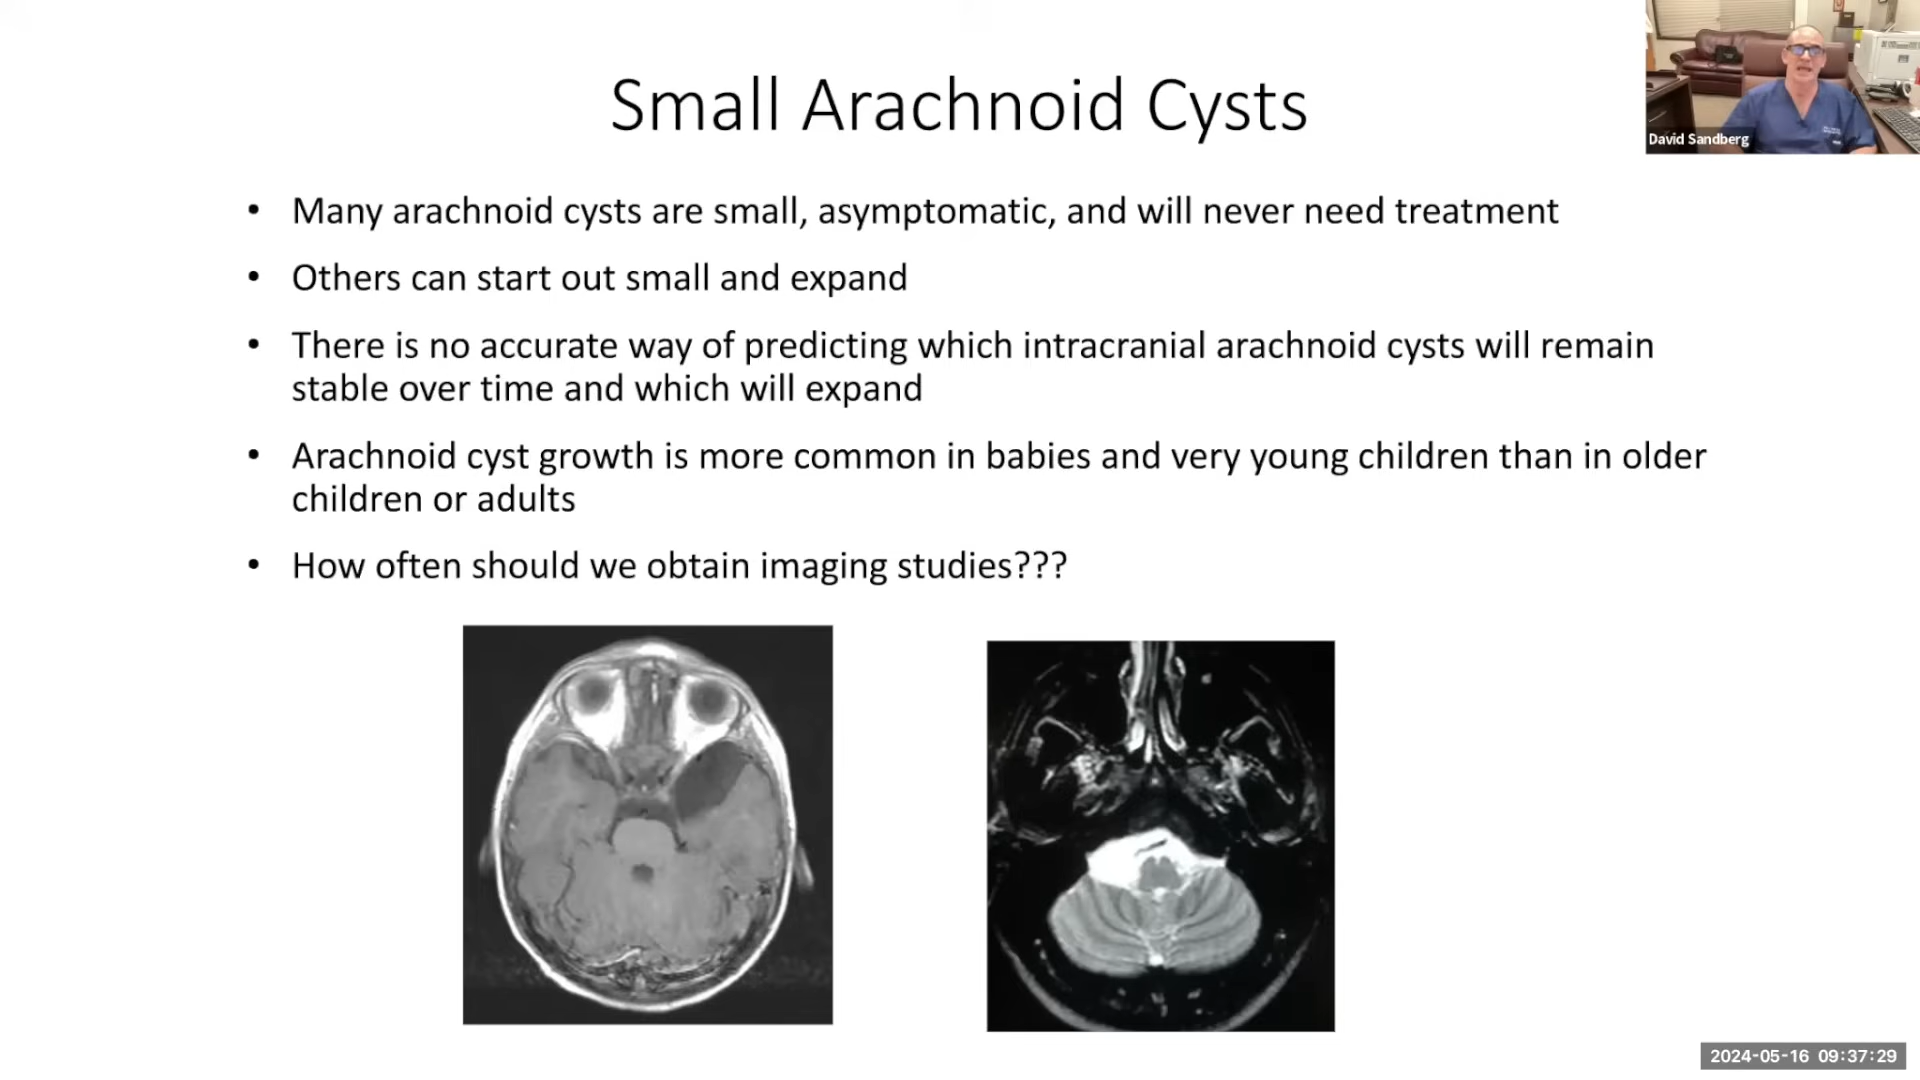 Small Arachnoid Cysts
David Sandberg
• Many arachnoid cysts are small, asymptomatic, and will never need treatment
• Others can start out small and expand
• There is no accurate way of predicting which intracranial arachnoid cysts will remain
stable over time and which will expand
• Arachnoid cyst growth is more common in babies and very young children than in older
children or adults
• How often should we obtain imaging studies???
2024-05-16 09:37:29